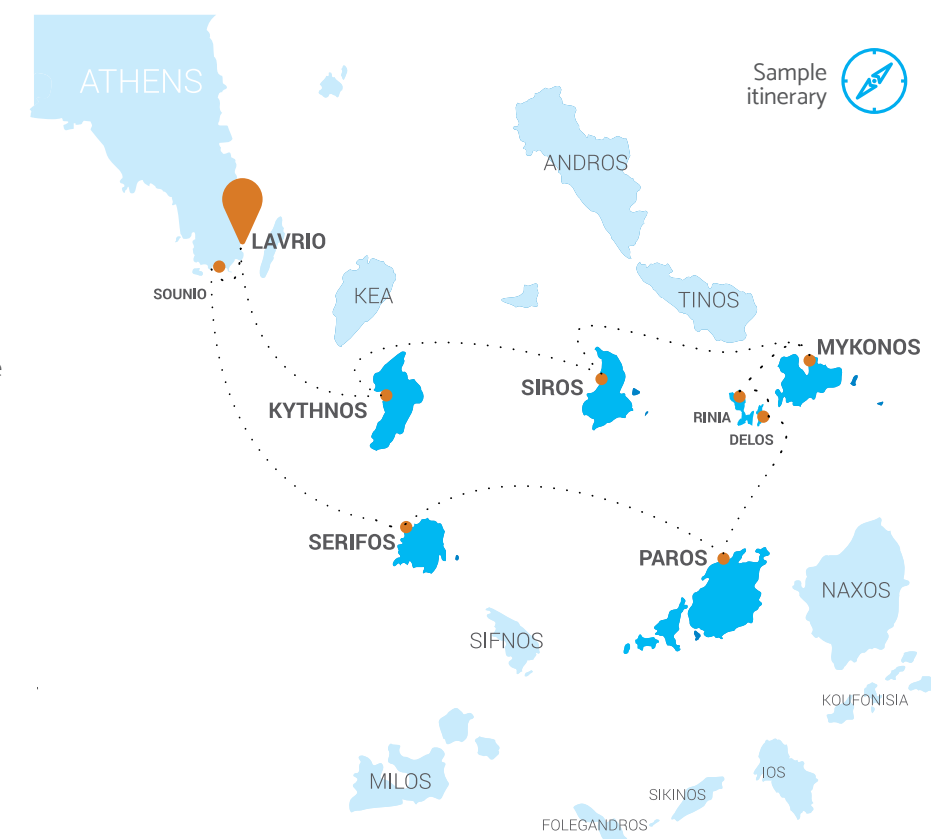 Sample
itinerary
ATHENS
ANDROS
LAVRIO
SOUNIO
KEA
TINOS
MYKONOS
SIROS
KYTHNOS
RINIA
DELOS
SERIFOS
PAROS
NAXOS
SIFNOS
KOUFONISIA
MILOS
IOS
SIKINOS
FOLEGANDROS